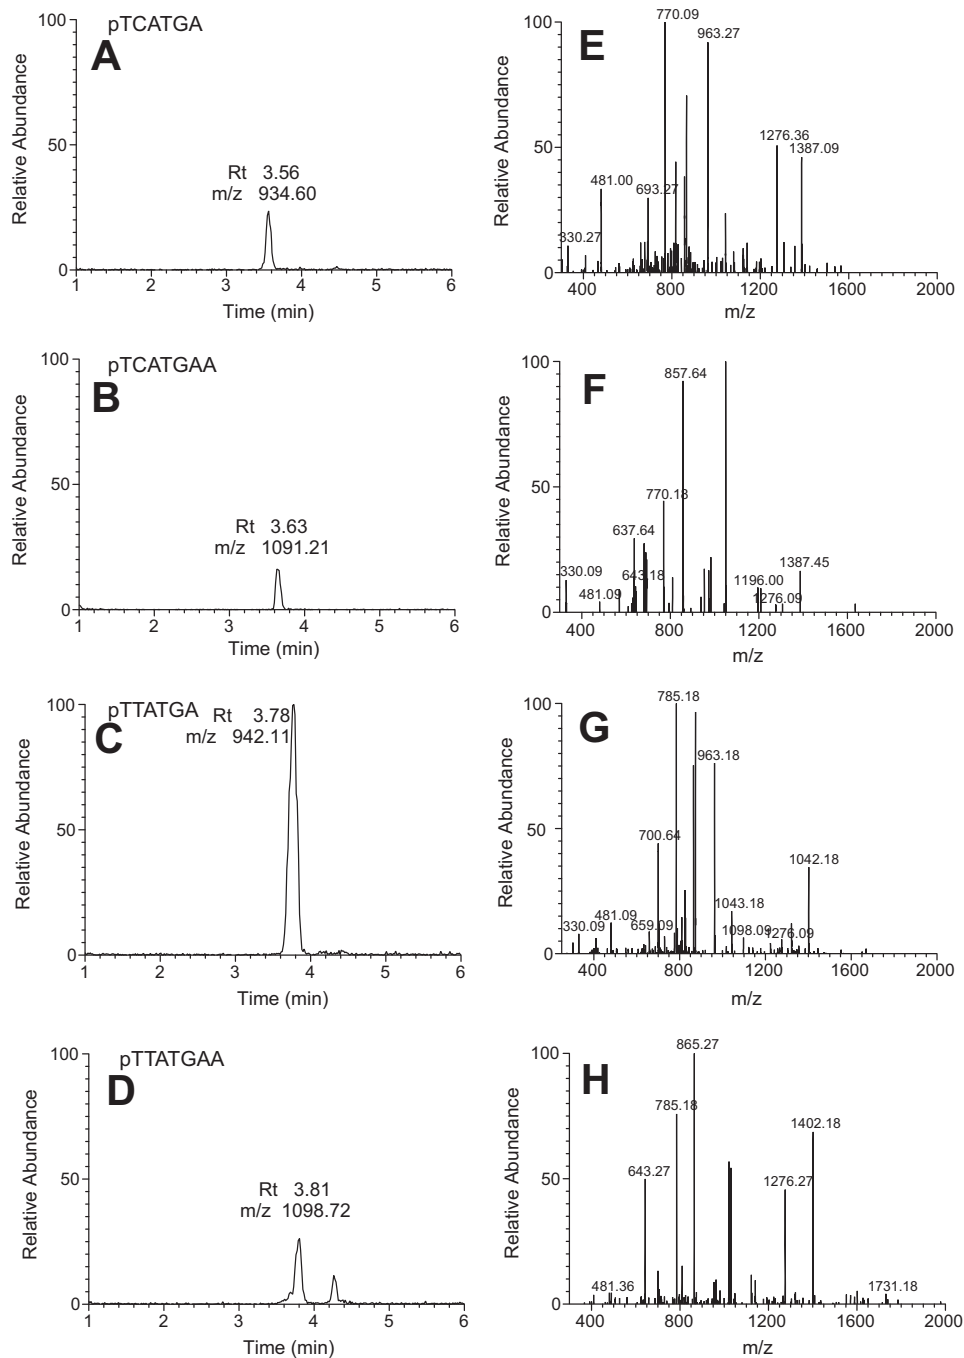 pTCATGA
A
Relative Abundance
100
50
0
Rt 3.56
m/z 934.60
1 2 3 4 5 6
Time (min)
E
Relative Abundance
100
50
0
770.09
963.27
1276.36
1387.09
481.00
693.27
330.27
400 800 1200 1600 2000
m/z
pTCATGAA
B
Relative Abundance
100
50
0
Rt 3.63
m/z 1091.21
1 2 3 4 5 6
Time (min)
F
Relative Abundance
100
50
0
857.64
770.18
637.64
643.18
330.09
481.09
1196.00
1276.09
1387.45
400 800 1200 1600 2000
m/z
pTTATGA
C
Relative Abundance
100
50
0
Rt 3.78
m/z 942.11
1 2 3 4 5 6
Time (min)
G
Relative Abundance
100
50
0
785.18
963.18
700.64
1042.18
481.09
1043.18
330.09
659.09
1098.09
1276.09
400 800 1200 1600 2000
m/z
pTTATGAA
D
Relative Abundance
100
50
0
Rt 3.81
m/z 1098.72
1 2 3 4 5 6
Time (min)
H
Relative Abundance
100
50
0
865.27
785.18
1402.18
643.27
1276.27
481.36
1731.18
400 800 1200 1600 2000
m/z